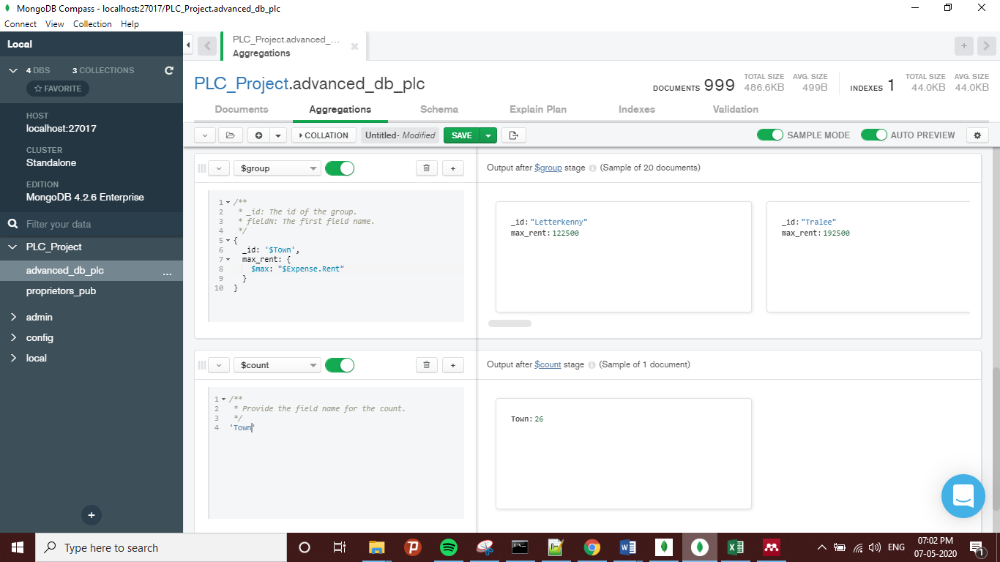 MongoDB Compass - localhost:27017/PLC_Project.advanced_db_plc
Connect View Collection Help
Local
4 DBS 3 COLLECTIONS
FAVORITE
HOST
localhost:27017
CLUSTER
Standalone
EDITION
MongoDB 4.2.6 Enterprise
Filter your data
PLC_Project
advanced_db_plc ...
proprietors_pub
admin
config
local
PLC_Project.advanced_...
Aggregations
PLC_Project.advanced_db_plc
DOCUMENTS 999 TOTAL SIZE 486.6KB AVG. SIZE 499B INDEXES 1 TOTAL SIZE 44.0KB AVG. SIZE 44.0KB
Documents Aggregations Schema Explain Plan Indexes Validation
COLLATION Untitled- Modified SAVE SAMPLE MODE AUTO PREVIEW
$group
Output after $group stage (Sample of 20 documents)
1 /**
2 * _id: The id of the group.
3 * fieldN: The first field name.
4 */
5 {
6 _id: '$Town',
7 max_rent: {
8 $max: "$Expense.Rent"
9 }
10 }
_id: "Letterkenny"
max_rent: 122500
_id: "Tralee"
max_rent: 192500
$count
Output after $count stage (Sample of 1 document)
1 /**
2 * Provide the field name for the count.
3 */
4 'Town'
Town: 26
Type here to search
ENG
07:02 PM
07-05-2020
1